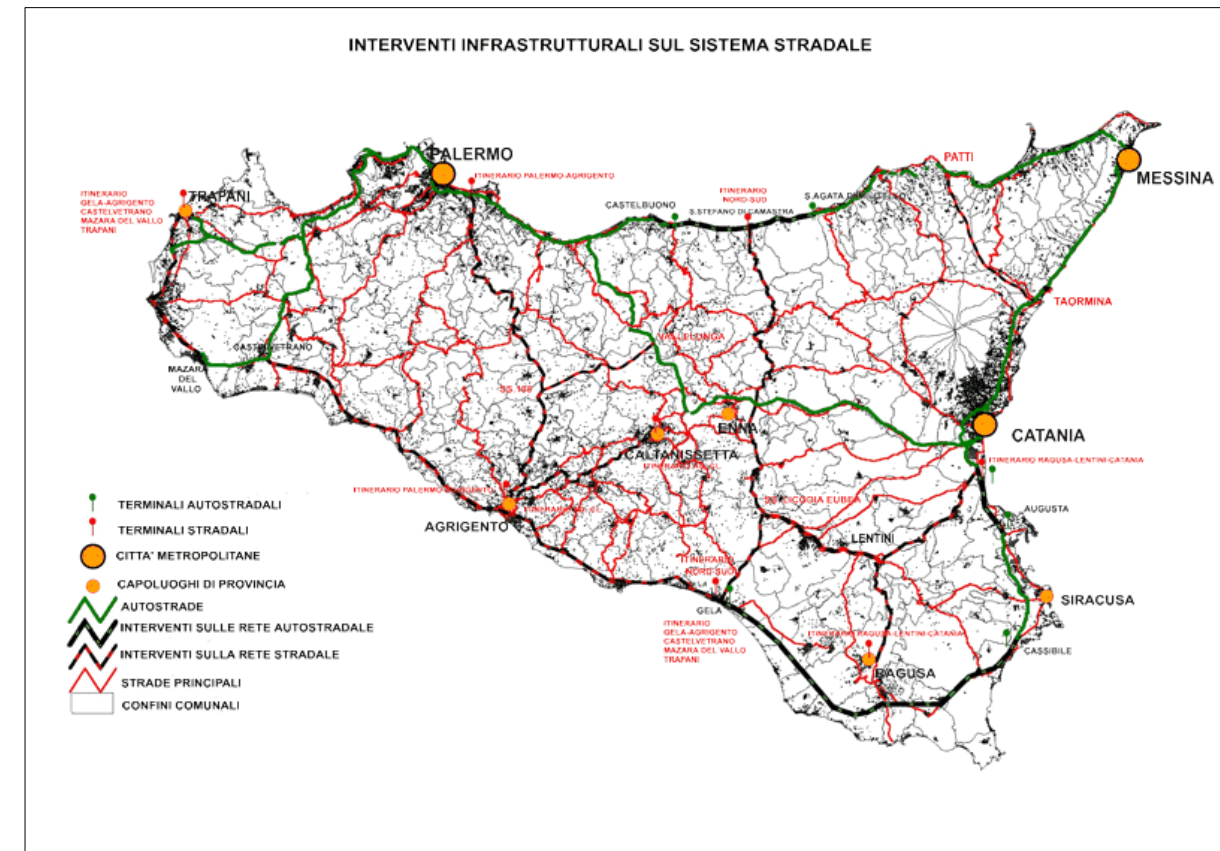 INTERVENTI INFRASTRUTTURALI SUL SISTEMA STRADALE
PALERMO
PATTI
MESSINA
ITINERARIO PALERMO-AGRIGENTO
ITINERARIO
GELA-AGRIGENTO
CASTELVETRANO
MAZARA DEL VALLO
TRAPANI
TRAPANI
ITINERARIO
NORD-SUD
CASTELBUONO
S.STEFANO DI CAMASTRA
S.AGATA
TAORMINA
VALLELUNGA
CASTELVETRANO
MAZARA
DEL
VALLO
SS.
ENNA
CATANIA
CALTANISSETTA
ITINERARIO RAGUSA-LENTINI-CATANIA
ITINERARIO PALERMO
AGRIGENTO
LICODIA EUBEA
AUGUSTA
LENTINI
ITINERARIO
NORD-SUD
GELA
SIRACUSA
ITINERARIO
GELA-AGRIGENTO
CASTELVETRANO
MAZARA DEL VALLO
TRAPANI
ITINERARIO RAGUSA-LENTINI-CATANIA
CASSIBILE
RAGUSA
TERMINALI AUTOSTRADALI
TERMINALI STRADALI
CITTA' METROPOLITANE
CAPOLUOGHI DI PROVINCIA
AUTOSTRADE
INTERVENTI SULLE RETE AUTOSTRADALE
INTERVENTI SULLA RETE STRADALE
STRADE PRINCIPALI
CONFINI COMUNALI